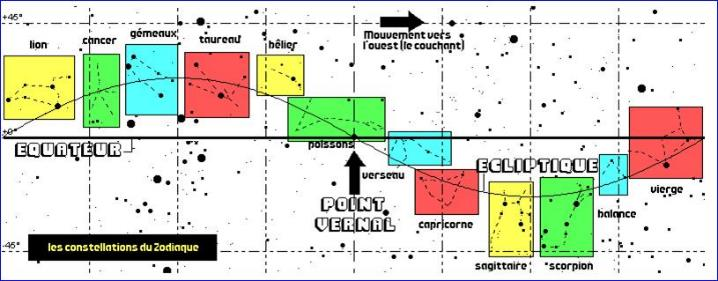 +45°
lion
cancer
gémeaux
taureau
bélier
Mouvement vers
l'ouest (le couchant)
+0°
EQUATEUR
poissons
verseau
ECLIPTIQUE
POINT
VERNAL
capricorne
sagittaire
scorpion
balance
vierge
les constellations du Zodiaque
-45°